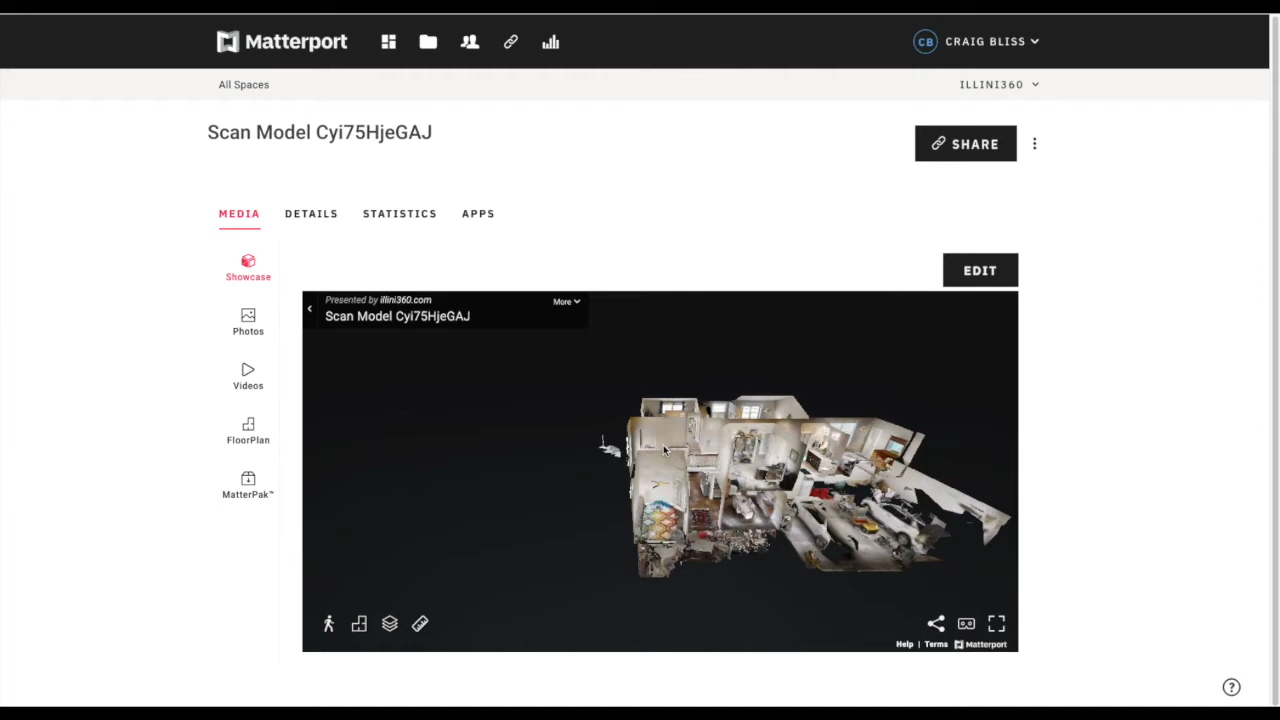 Matterport
CB CRAIG BLISS
All Spaces
ILLINI360
Scan Model Cyi75HjeGAJ
SHARE
MEDIA DETAILS STATISTICS APPS
Showcase
Photos
Videos
FloorPlan
MatterPak™
EDIT
Presented by illini360.com
More
Scan Model Cyi75HjeGAJ
Help | Terms Matterport
?